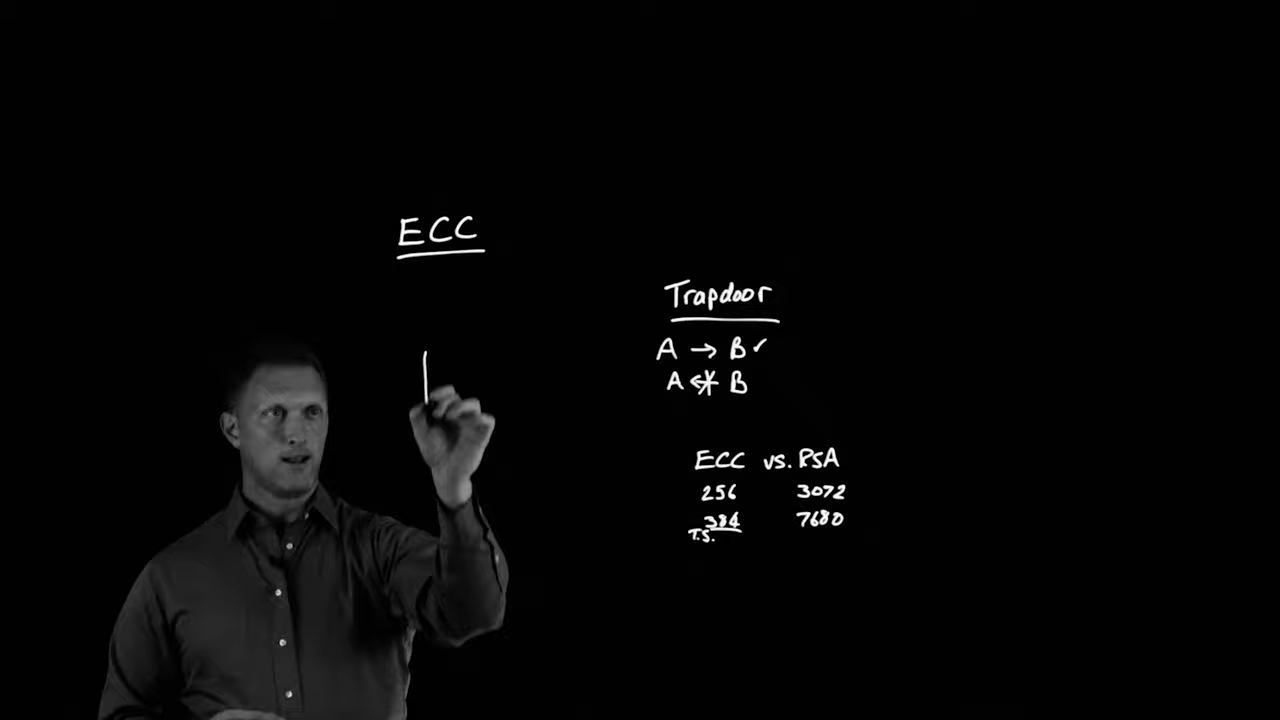 ECC
Trapdoor
A → B ✓
A ↚ B
ECC vs. RSA
256 3072
384 7680
T.S.